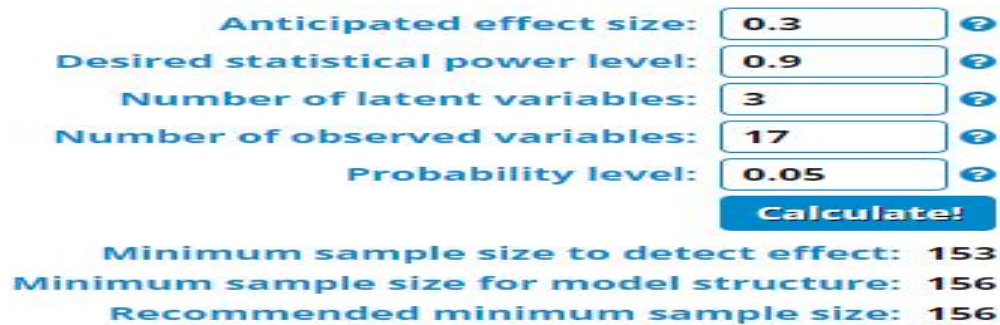 Anticipated effect size: 0.3 ?
Desired statistical power level: 0.9 ?
Number of latent variables: 3 ?
Number of observed variables: 17 ?
Probability level: 0.05 ?
Calculate!
Minimum sample size to detect effect: 153
Minimum sample size for model structure: 156
Recommended minimum sample size: 156